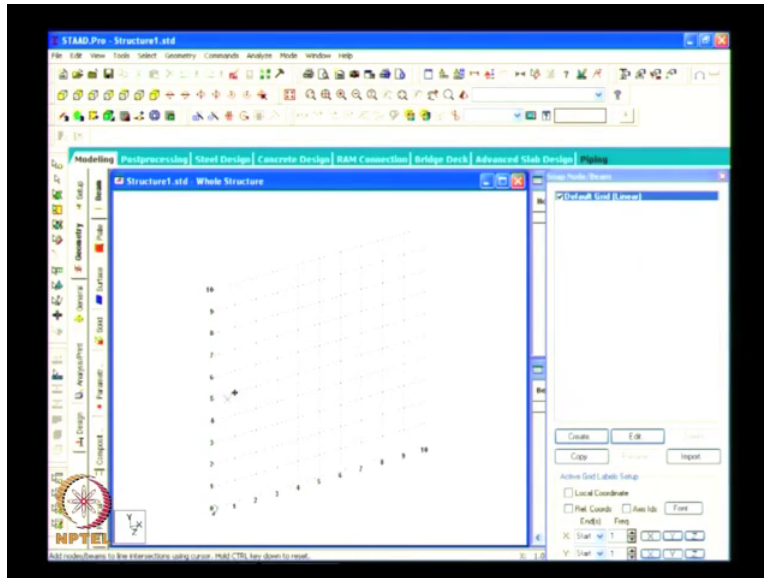 STAAD.Pro - Structure1.std
File Edit View Tools Select Geometry Commands Analyze Mode Window Help
Modeling Postprocessing Steel Design Concrete Design RAM Connection Bridge Deck Advanced Slab Design Piping
Structure1.std - Whole Structure
Snap Node/Beam
Default Grid (Linear)
Setup
Geometry
General
Analysis/Print
Design
Beam
Plate
Surface
Solid
Parametr...
Composit...
10
9
8
7
6
5
4
3
2
1
0
1 2 3 4 5 6 7 8 9 10
Y
X
Z
Create Edit
Copy Import
Active Grid Labels Setup
Local Coordinate
Rel. Coords Axis Ids Font
End(s) Freq
X: Start 1 X Y Z
Y: Start 1 X Y Z
NPTEL
Add nodes/beams to line intersections using cursor. Hold CTRL key down to reset.
X: 1.0